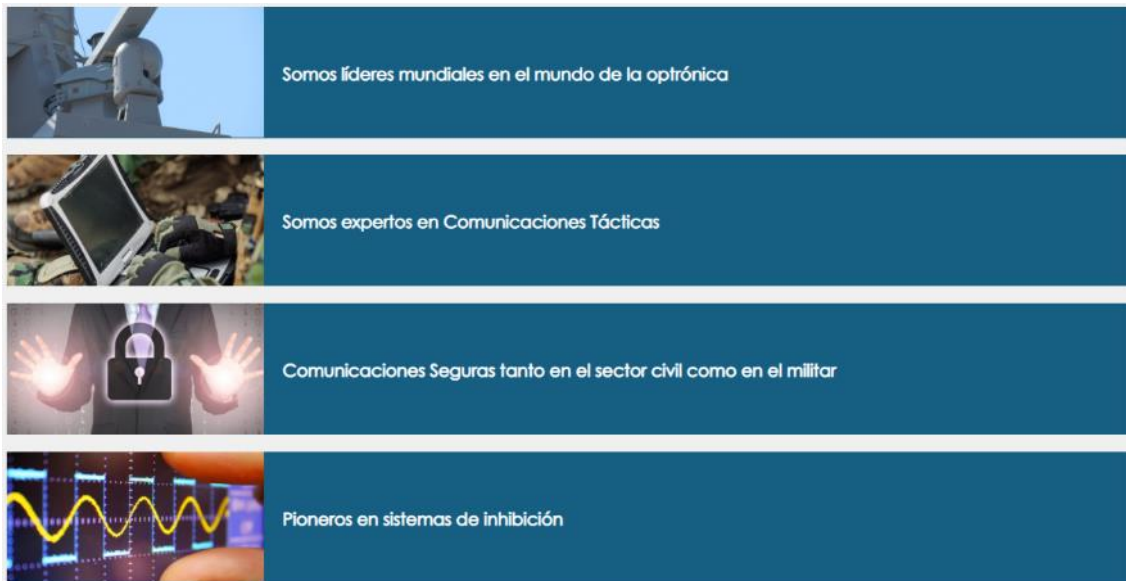 Somos líderes mundiales en el mundo de la optrónica
Somos expertos en Comunicaciones Tácticas
Comunicaciones Seguras tanto en el sector civil como en el militar
Pioneros en sistemas de inhibición